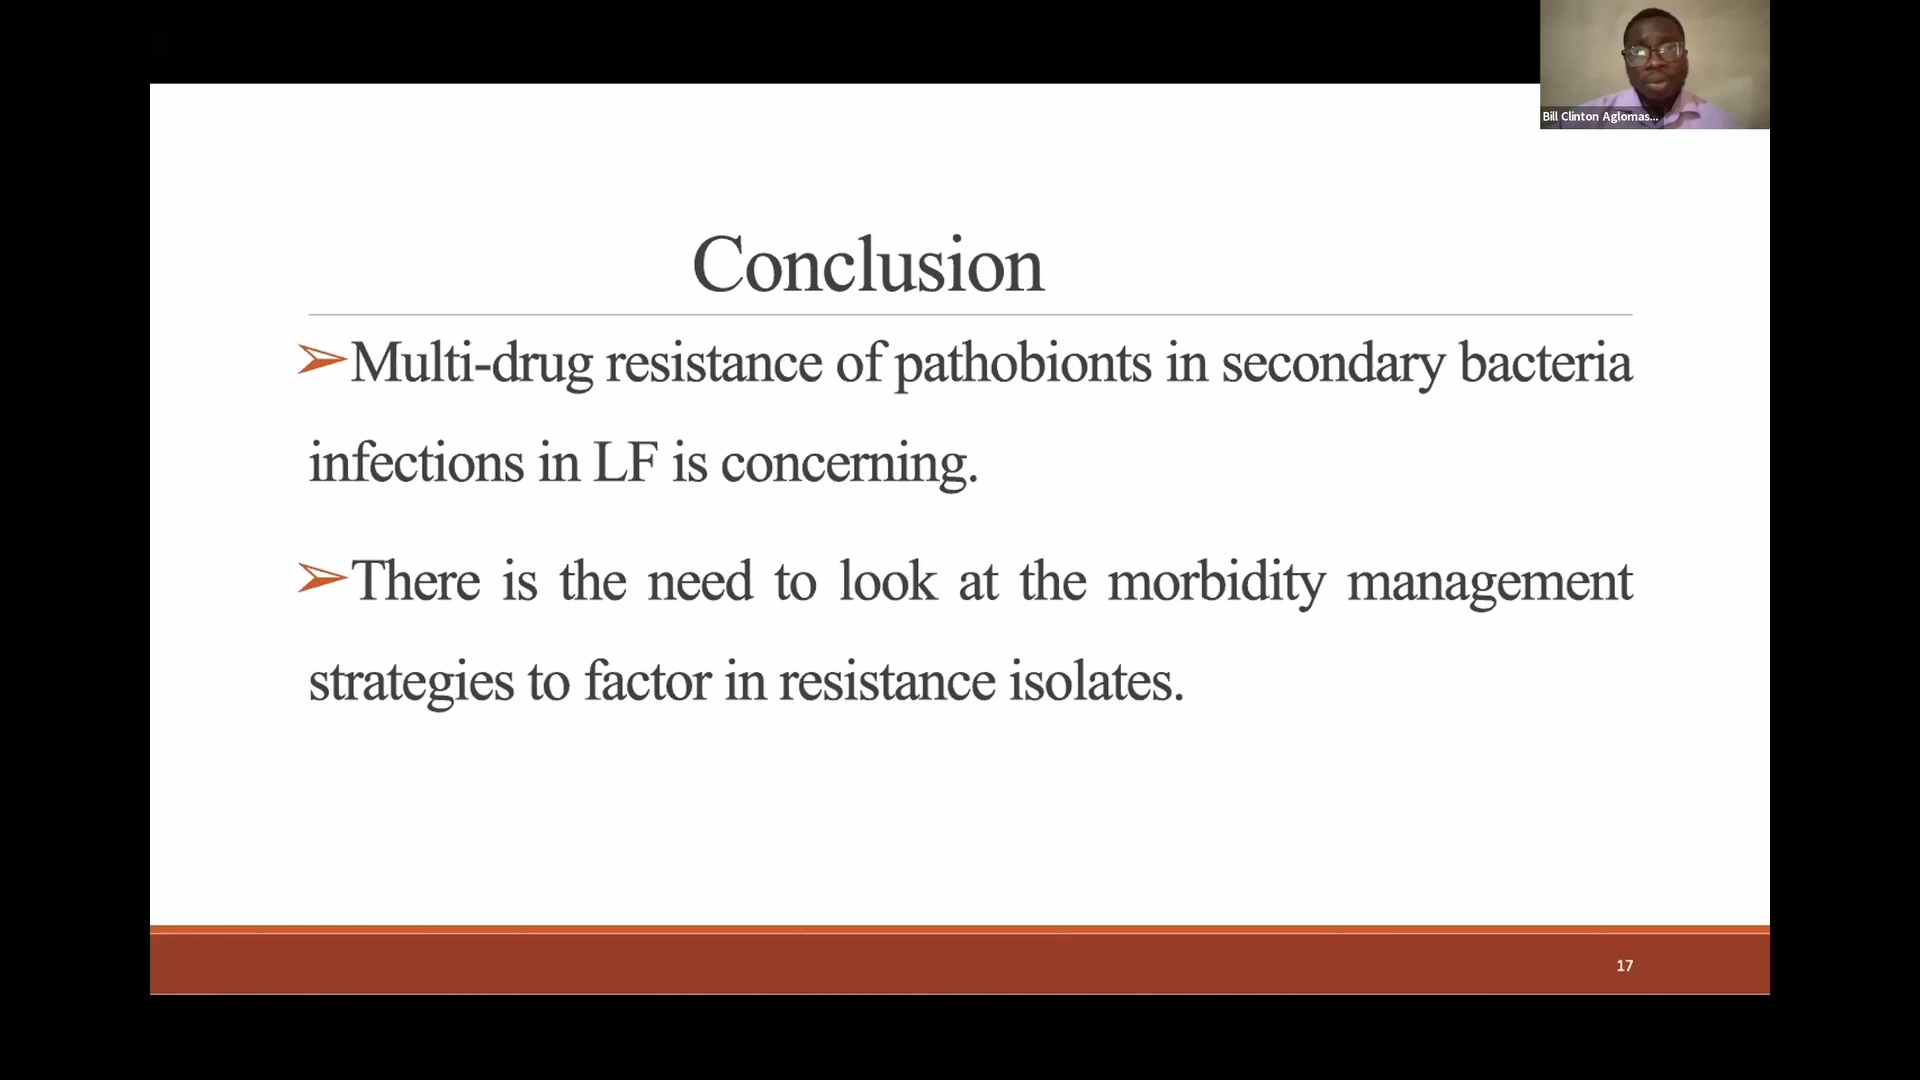 Bill Clinton Aglomas...
Conclusion
➢Multi-drug resistance of pathobionts in secondary bacteria
infections in LF is concerning.
➢There is the need to look at the morbidity management
strategies to factor in resistance isolates.
17